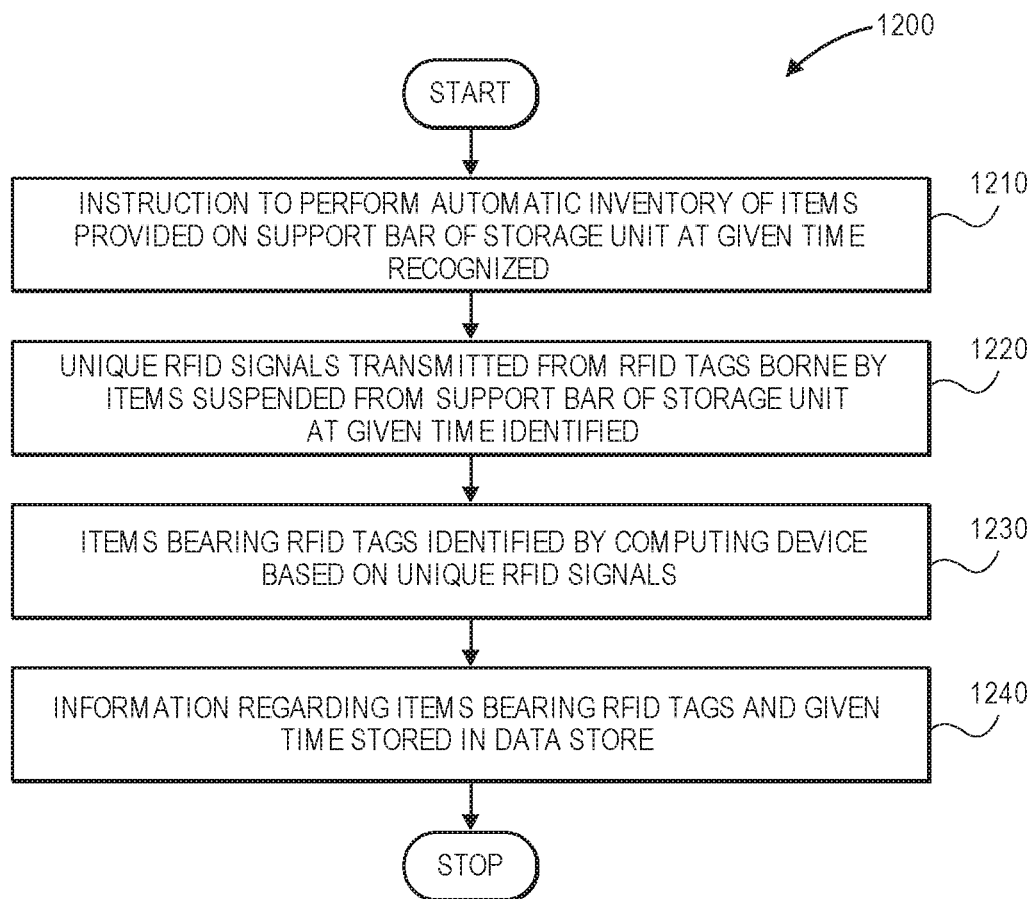 1200
START
INSTRUCTION TO PERFORM AUTOMATIC INVENTORY OF ITEMS
PROVIDED ON SUPPORT BAR OF STORAGE UNIT AT GIVEN TIME
RECOGNIZED
1210
UNIQUE RFID SIGNALS TRANSMITTED FROM RFID TAGS BORNE BY
ITEMS SUSPENDED FROM SUPPORT BAR OF STORAGE UNIT
AT GIVEN TIME IDENTIFIED
1220
ITEMS BEARING RFID TAGS IDENTIFIED BY COMPUTING DEVICE
BASED ON UNIQUE RFID SIGNALS
1230
INFORMATION REGARDING ITEMS BEARING RFID TAGS AND GIVEN
TIME STORED IN DATA STORE
1240
STOP